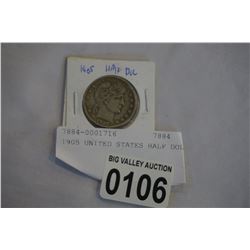 1905 HALF DOL
7884-0001716 7884
1905 UNITED STATES HALF DOL
BIG VALLEY AUCTION
0106